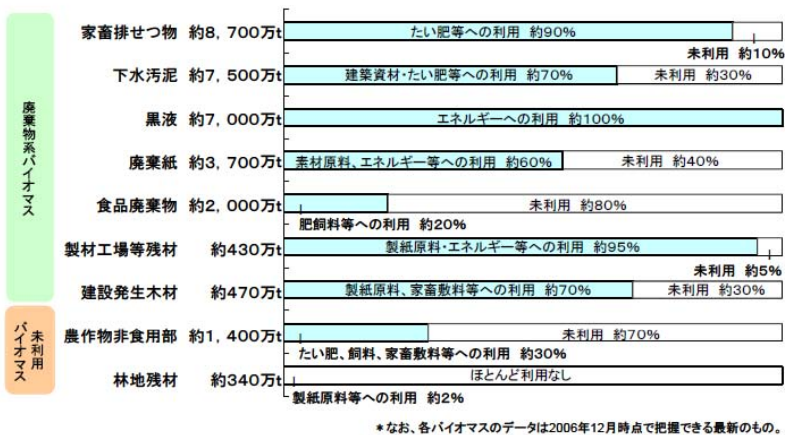 廃棄物系バイオマス
家畜排せつ物 約8,700万t
たい肥等への利用 約90%
未利用 約10%
下水汚泥 約7,500万t
建築資材・たい肥等への利用 約70%
未利用 約30%
黒液 約7,000万t
エネルギーへの利用 約100%
廃棄紙 約3,700万t
素材原料、エネルギー等への利用 約60%
未利用 約40%
食品廃棄物 約2,000万t
未利用 約80%
肥飼料等への利用 約20%
製材工場等残材 約430万t
製紙原料・エネルギー等への利用 約95%
未利用 約5%
建設発生木材 約470万t
製紙原料、家畜敷料等への利用 約70%
未利用 約30%
未利用
バイオマス
農作物非食用部 約1,400万t
未利用 約70%
たい肥、飼料、家畜敷料等への利用 約30%
林地残材 約340万t
ほとんど利用なし
製紙原料等への利用 約2%
*なお、各バイオマスのデータは2006年12月時点で把握できる最新のもの。